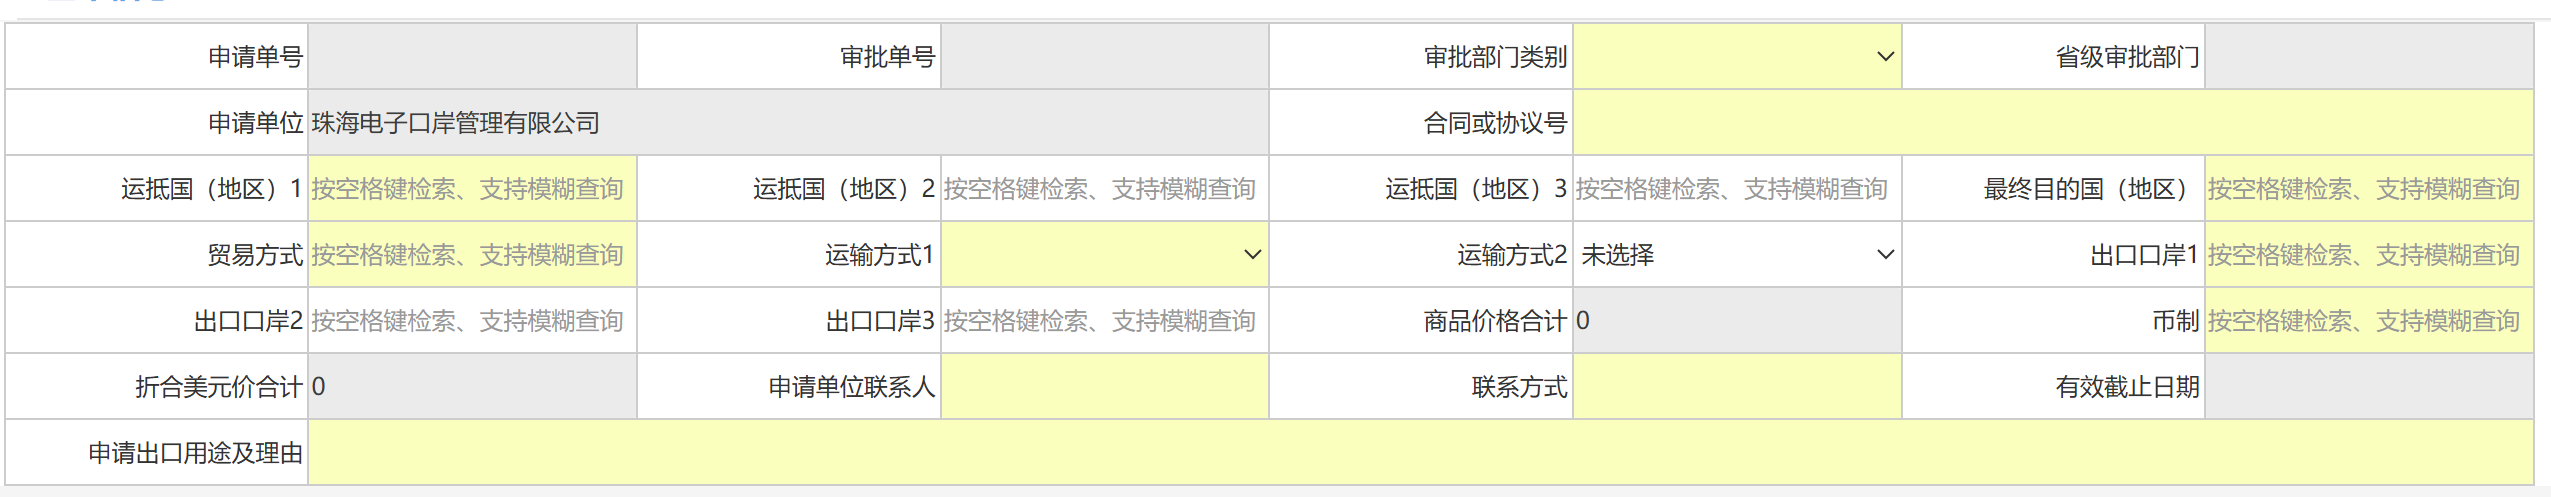 申请单号 审批单号 审批部门类别 省级审批部门
申请单位 珠海电子口岸管理有限公司 合同或协议号
运抵国（地区）1 按空格键检索、支持模糊查询 运抵国（地区）2 按空格键检索、支持模糊查询 运抵国（地区）3 按空格键检索、支持模糊查询 最终目的国（地区） 按空格键检索、支持模糊查询
贸易方式 按空格键检索、支持模糊查询 运输方式1 运输方式2 未选择 出口口岸1 按空格键检索、支持模糊查询
出口口岸2 按空格键检索、支持模糊查询 出口口岸3 按空格键检索、支持模糊查询 商品价格合计 0 币制 按空格键检索、支持模糊查询
折合美元价合计 0 申请单位联系人 联系方式 有效截止日期
申请出口用途及理由